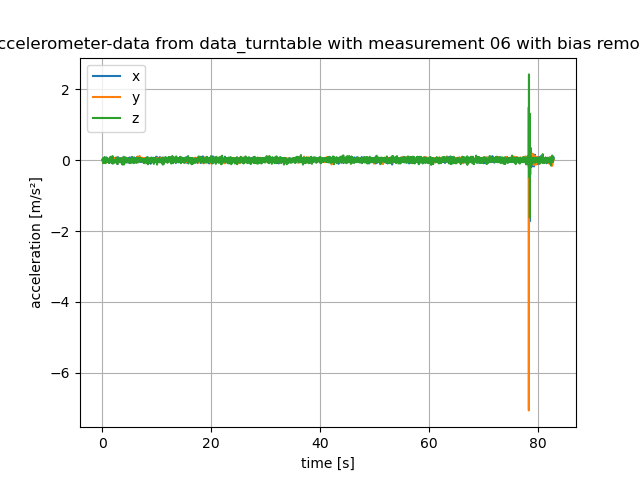 ccelerometer-data from data_turntable with measurement 06 with bias remo
x
y
z
2
0
−2
−4
−6
acceleration [m/s²]
0 20 40 60 80
time [s]